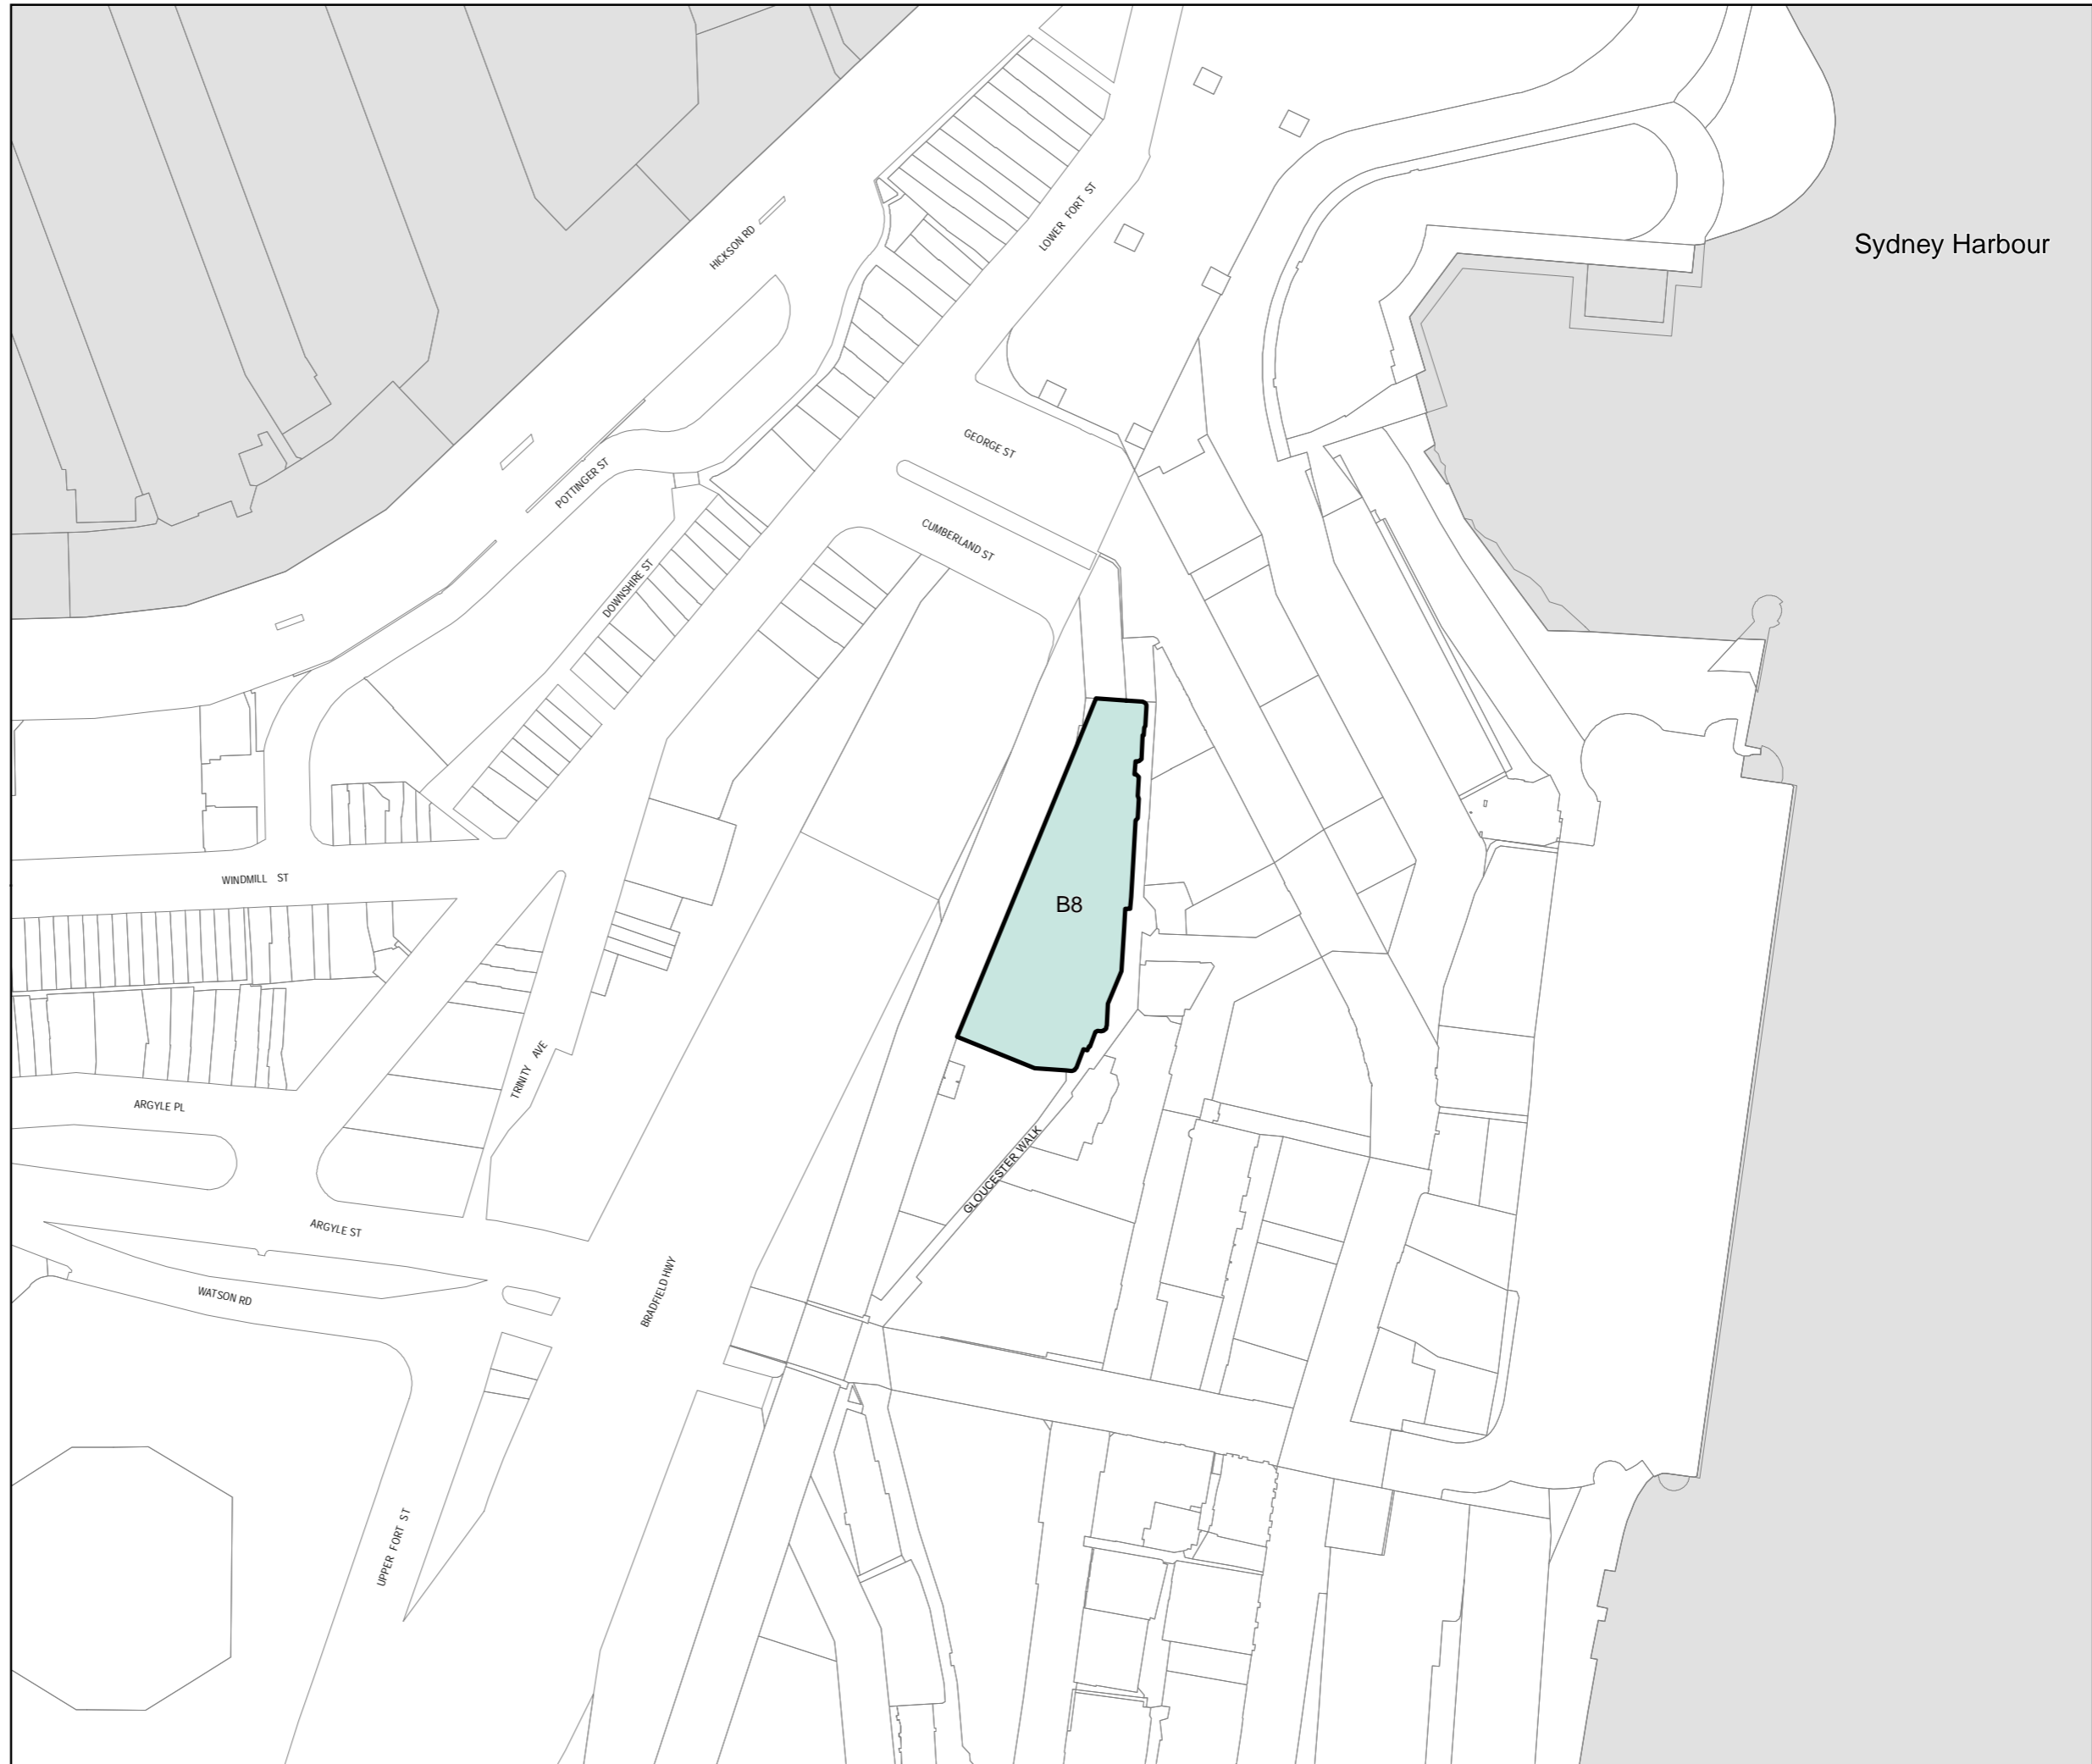 Sydney Harbour
HICKSON RD
LOWER FORT ST
GEORGE ST
POTTINGER ST
CUMBERLAND ST
DOWNSHIRE ST
WINDMILL ST
B8
TRINITY AVE
ARGYLE PL
GLOUCESTER WALK
ARGYLE ST
WATSON RD
BRADFIELD HWY
UPPER FORT ST